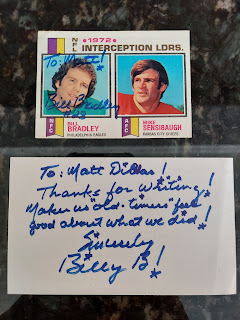 ★1972★
NFL INTERCEPTION LDRS.
To: Matt!
Bill Bradley
NFC
BILL BRADLEY
PHILADELPHIA EAGLES
AFC
MIKE SENSIBAUGH
KANSAS CITY CHIEFS
To: Matt
Thanks for writing!
Makes us "old-timers" feel
good about what we did!
Sincerely
Billy B!